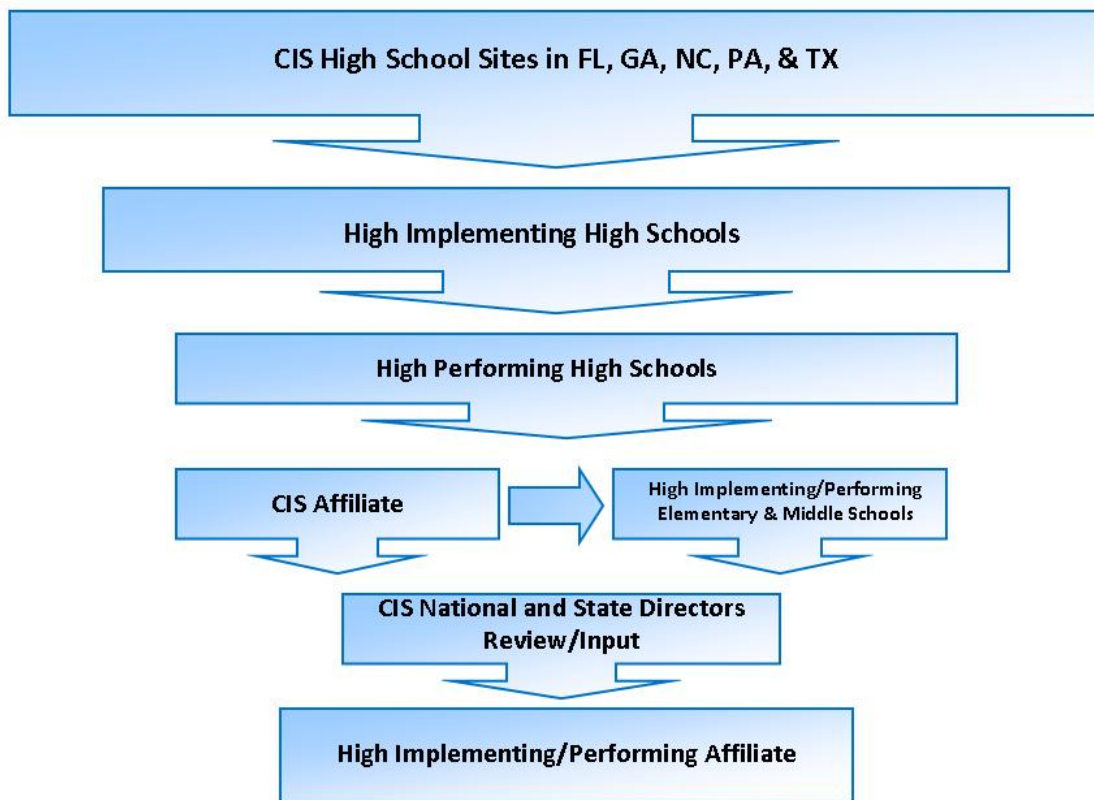 CIS High School Sites in FL, GA, NC, PA, & TX
High Implementing High Schools
High Performing High Schools
CIS Affiliate
High Implementing/Performing
Elementary & Middle Schools
CIS National and State Directors
Review/Input
High Implementing/Performing Affiliate